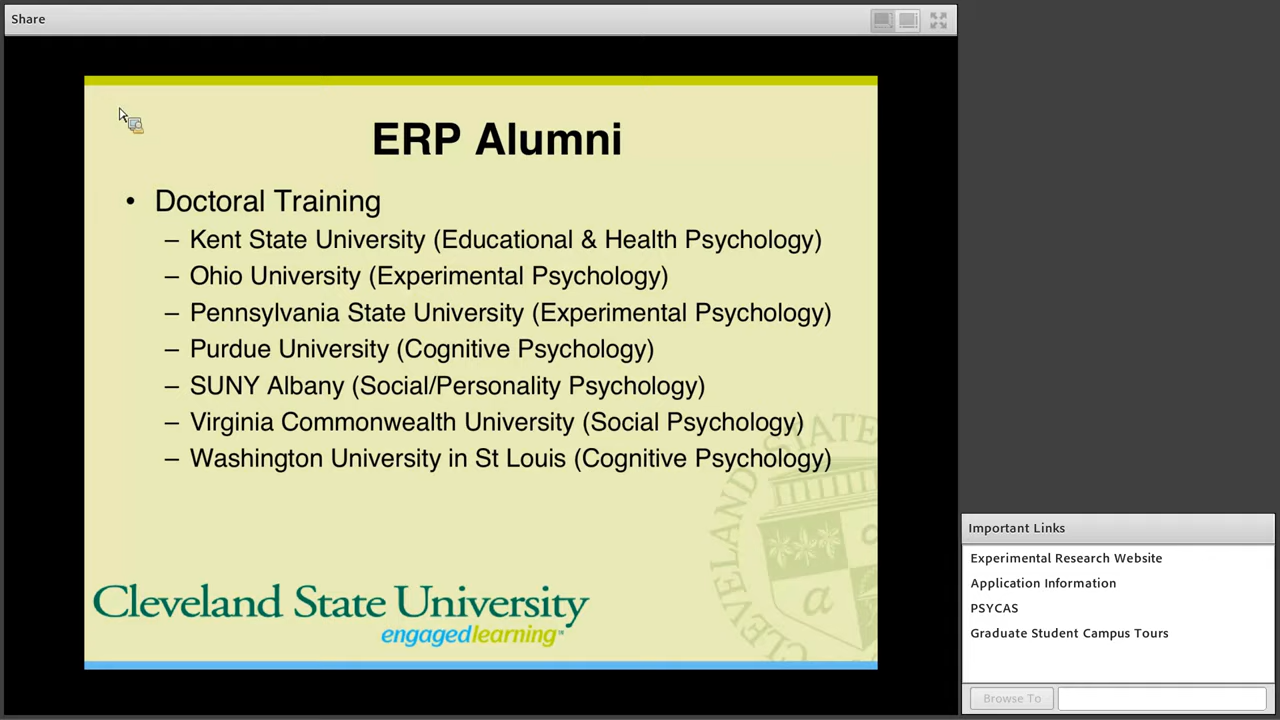 Share
ERP Alumni
• Doctoral Training
– Kent State University (Educational & Health Psychology)
– Ohio University (Experimental Psychology)
– Pennsylvania State University (Experimental Psychology)
– Purdue University (Cognitive Psychology)
– SUNY Albany (Social/Personality Psychology)
– Virginia Commonwealth University (Social Psychology)
– Washington University in St Louis (Cognitive Psychology)
CLEVELAND STATE
α
Cleveland State University
engagedlearning™
Important Links
Experimental Research Website
Application Information
PSYCAS
Graduate Student Campus Tours
Browse To